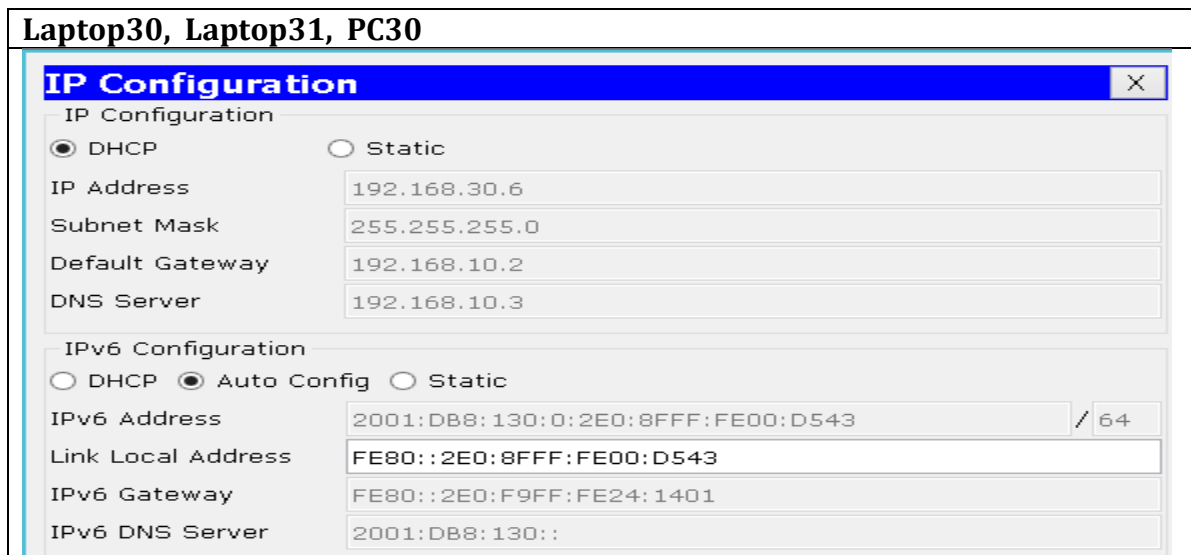 Laptop30, Laptop31, PC30
IP Configuration X
IP Configuration
DHCP Static
IP Address 192.168.30.6
Subnet Mask 255.255.255.0
Default Gateway 192.168.10.2
DNS Server 192.168.10.3
IPv6 Configuration
DHCP Auto Config Static
IPv6 Address 2001:DB8:130:0:2E0:8FFF:FE00:D543 / 64
Link Local Address FE80::2E0:8FFF:FE00:D543
IPv6 Gateway FE80::2E0:F9FF:FE24:1401
IPv6 DNS Server 2001:DB8:130::